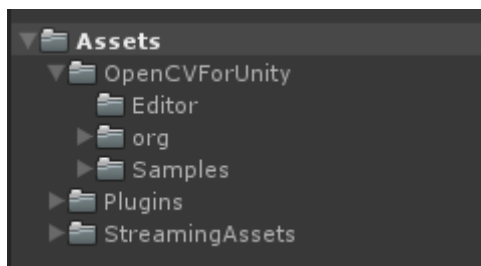 Assets
OpenCVForUnity
Editor
org
Samples
Plugins
StreamingAssets